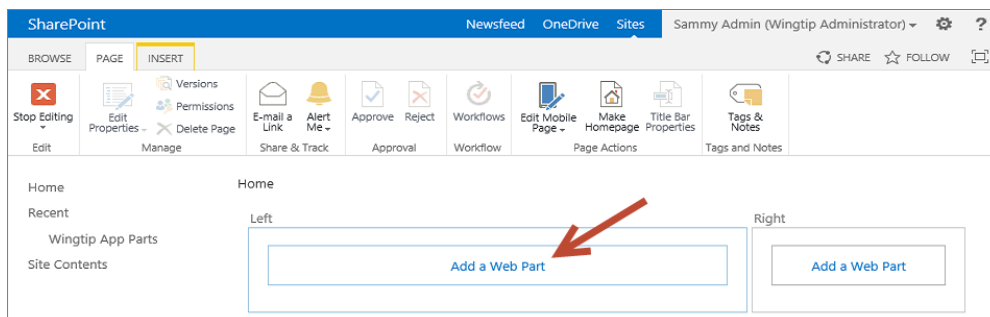 SharePoint
Newsfeed OneDrive Sites Sammy Admin (Wingtip Administrator) ?
BROWSE PAGE INSERT SHARE FOLLOW
Stop Editing
Edit
Edit Properties
Versions
Permissions
Delete Page
Manage
E-mail a Link
Alert Me
Share & Track
Approve
Reject
Approval
Workflows
Workflow
Edit Mobile Page
Make Homepage
Title Bar Properties
Page Actions
Tags & Notes
Tags and Notes
Home
Recent
Wingtip App Parts
Site Contents
Home
Left
Add a Web Part
Right
Add a Web Part